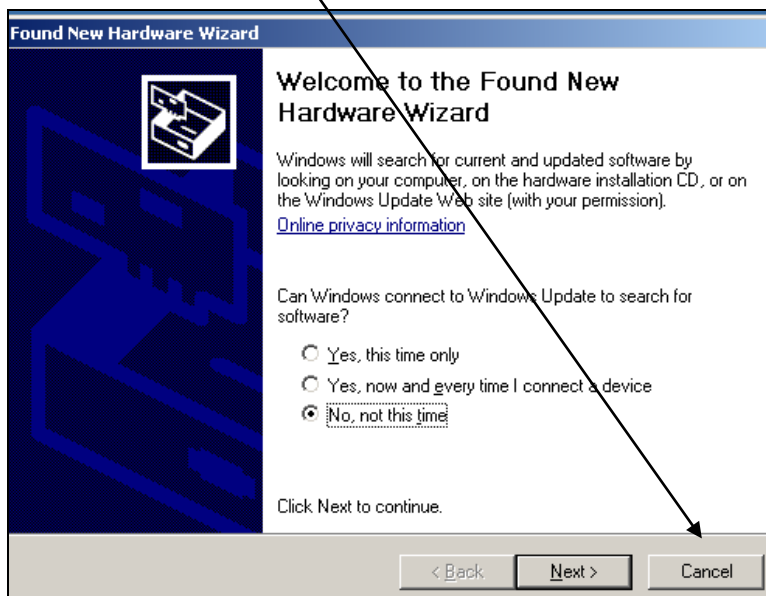 Found New Hardware Wizard
Welcome to the Found New
Hardware Wizard
Windows will search for current and updated software by
looking on your computer, on the hardware installation CD, or on
the Windows Update Web site (with your permission).
Online privacy information
Can Windows connect to Windows Update to search for
software?
Yes, this time only
Yes, now and every time I connect a device
No, not this time
Click Next to continue.
< Back
Next >
Cancel